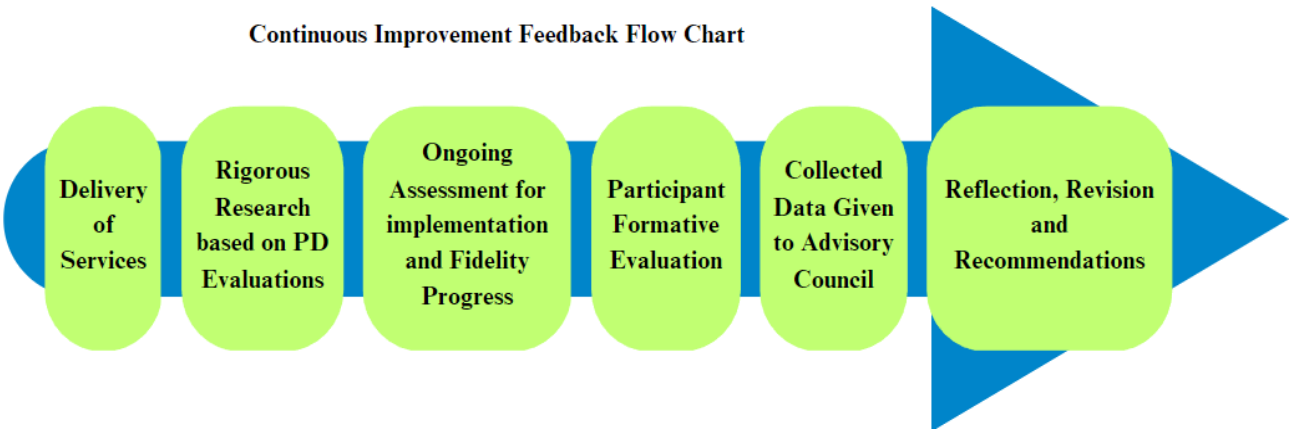 Continuous Improvement Feedback Flow Chart
Delivery
of
Services
Rigorous
Research
based on PD
Evaluations
Ongoing
Assessment for
implementation
and Fidelity
Progress
Participant
Formative
Evaluation
Collected
Data Given
to Advisory
Council
Reflection, Revision
and
Recommendations